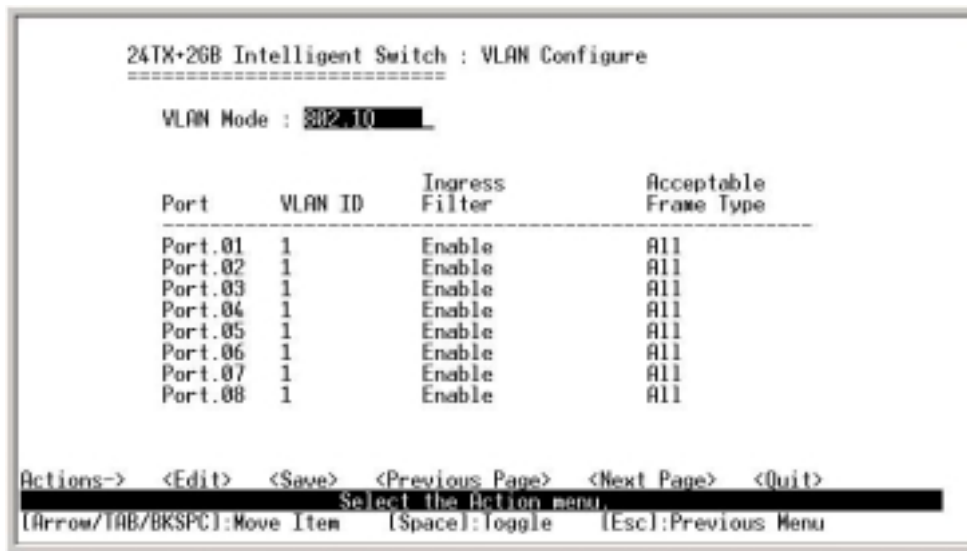 24TX+2GB Intelligent Switch : VLAN Configure
===========================
VLAN Mode : 802.1Q _
Ingress Acceptable
Port VLAN ID Filter Frame Type
-------------------------------------------------------
Port.01 1 Enable All
Port.02 1 Enable All
Port.03 1 Enable All
Port.04 1 Enable All
Port.05 1 Enable All
Port.06 1 Enable All
Port.07 1 Enable All
Port.08 1 Enable All
Actions-> <Edit> <Save> <Previous Page> <Next Page> <Quit>
Select the Action menu.
[Arrow/TAB/BKSPC]:Move Item [Space]:Toggle [Esc]:Previous Menu